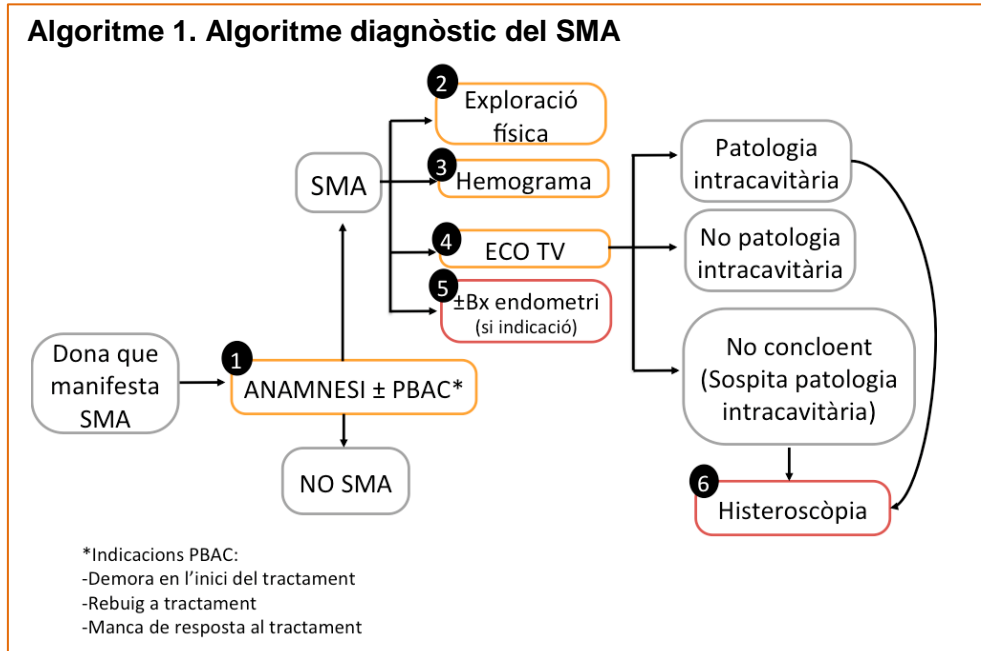 Algoritme 1. Algoritme diagnòstic del SMA
2
Exploració
física
3
Hemograma
SMA
4
ECO TV
5
±Bx endometri
(si indicació)
Patologia
intracavitària
No patologia
intracavitària
No concloent
(Sospita patologia
intracavitària)
6
Histeroscòpia
Dona que
manifesta
SMA
1
ANAMNESI ± PBAC*
NO SMA
*Indicacions PBAC:
-Demora en l’inici del tractament
-Rebuig a tractament
-Manca de resposta al tractament